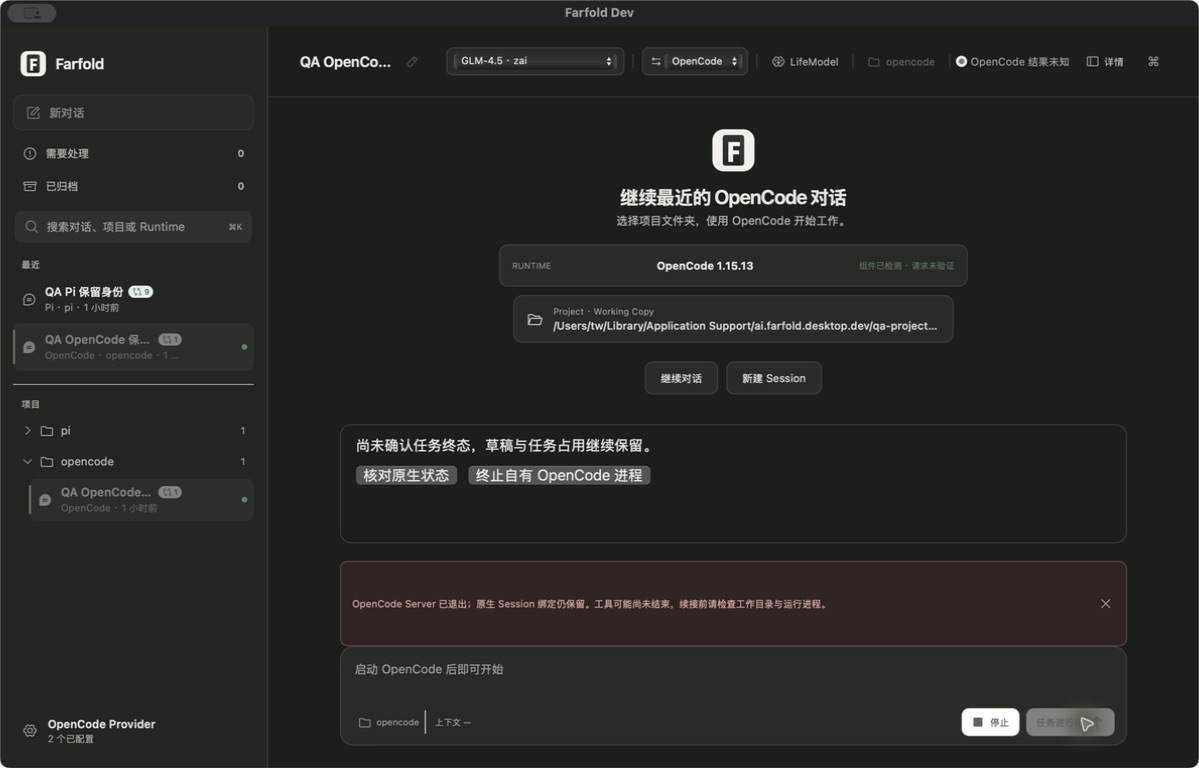 Farfold Dev
Farfold
新对话
需要处理 0
已归档 0
搜索对话、项目或 Runtime ⌘K
最近
QA Pi 保留身份 9
Pi · pi · 1 小时前
QA OpenCode 保... 1
OpenCode · opencode · 1 ...
项目
pi 1
opencode 1
QA OpenCode... 1
OpenCode · 1 小时前
OpenCode Provider
2 个已配置
QA OpenCo... GLM-4.5 · zai OpenCode LifeModel opencode OpenCode 结果未知 详情 ⌘
F
继续最近的 OpenCode 对话
选择项目文件夹，使用 OpenCode 开始工作。
RUNTIME OpenCode 1.15.13 组件已检测 · 请求未验证
Project · Working Copy
/Users/tw/Library/Application Support/ai.farfold.desktop.dev/qa-project...
继续对话 新建 Session
尚未确认任务终态，草稿与任务占用继续保留。
核对原生状态 终止自有 OpenCode 进程
OpenCode Server 已退出；原生 Session 绑定仍保留。工具可能尚未结束，续接前请检查工作目录与运行进程。
启动 OpenCode 后即可开始
opencode 上下文 —
停止 任务进行